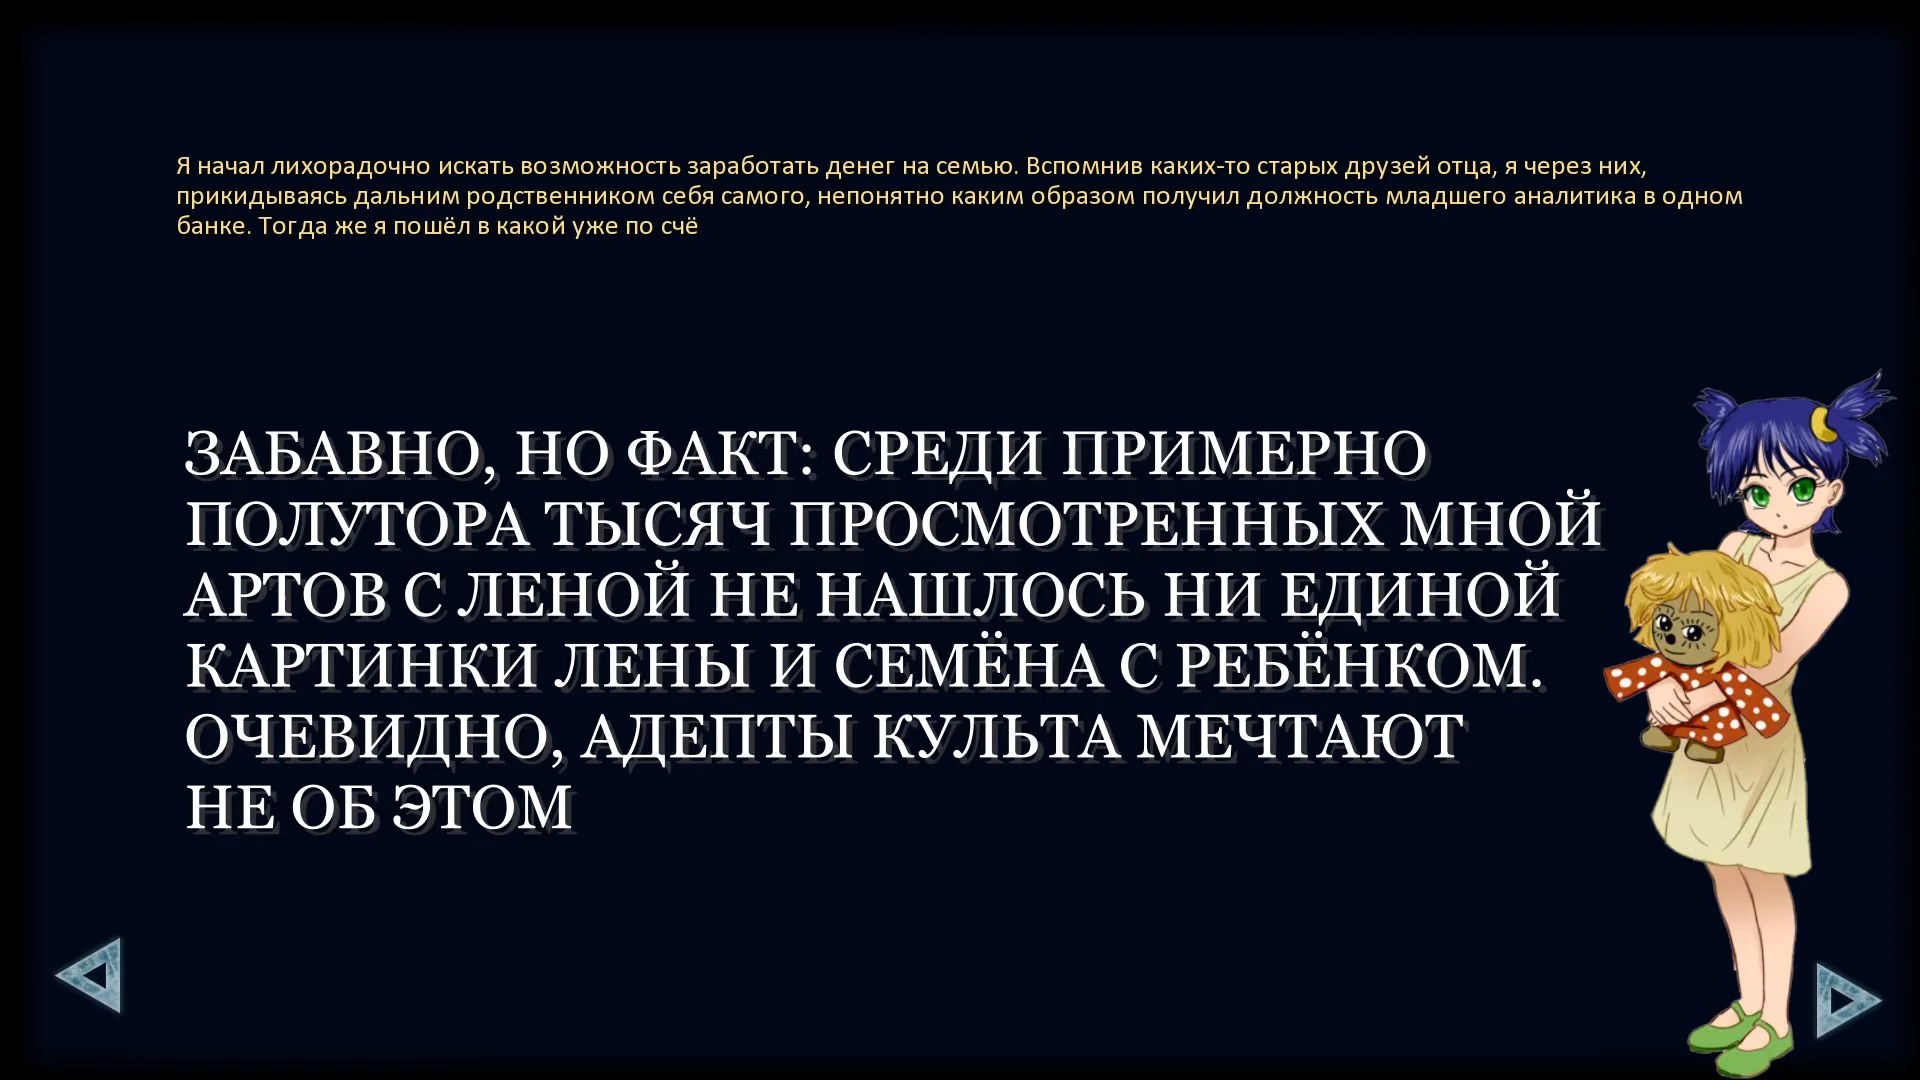 Я начал лихорадочно искать возможность заработать денег на семью. Вспомнив каких-то старых друзей отца, я через них,
прикидываясь дальним родственником себя самого, непонятно каким образом получил должность младшего аналитика в одном
банке. Тогда же я пошёл в какой уже по счё
ЗАБАВНО, НО ФАКТ: СРЕДИ ПРИМЕРНО
ПОЛУТОРА ТЫСЯЧ ПРОСМОТРЕННЫХ МНОЙ
АРТОВ С ЛЕНОЙ НЕ НАШЛОСЬ НИ ЕДИНОЙ
КАРТИНКИ ЛЕНЫ И СЕМЁНА С РЕБЁНКОМ.
ОЧЕВИДНО, АДЕПТЫ КУЛЬТА МЕЧТАЮТ
НЕ ОБ ЭТОМ